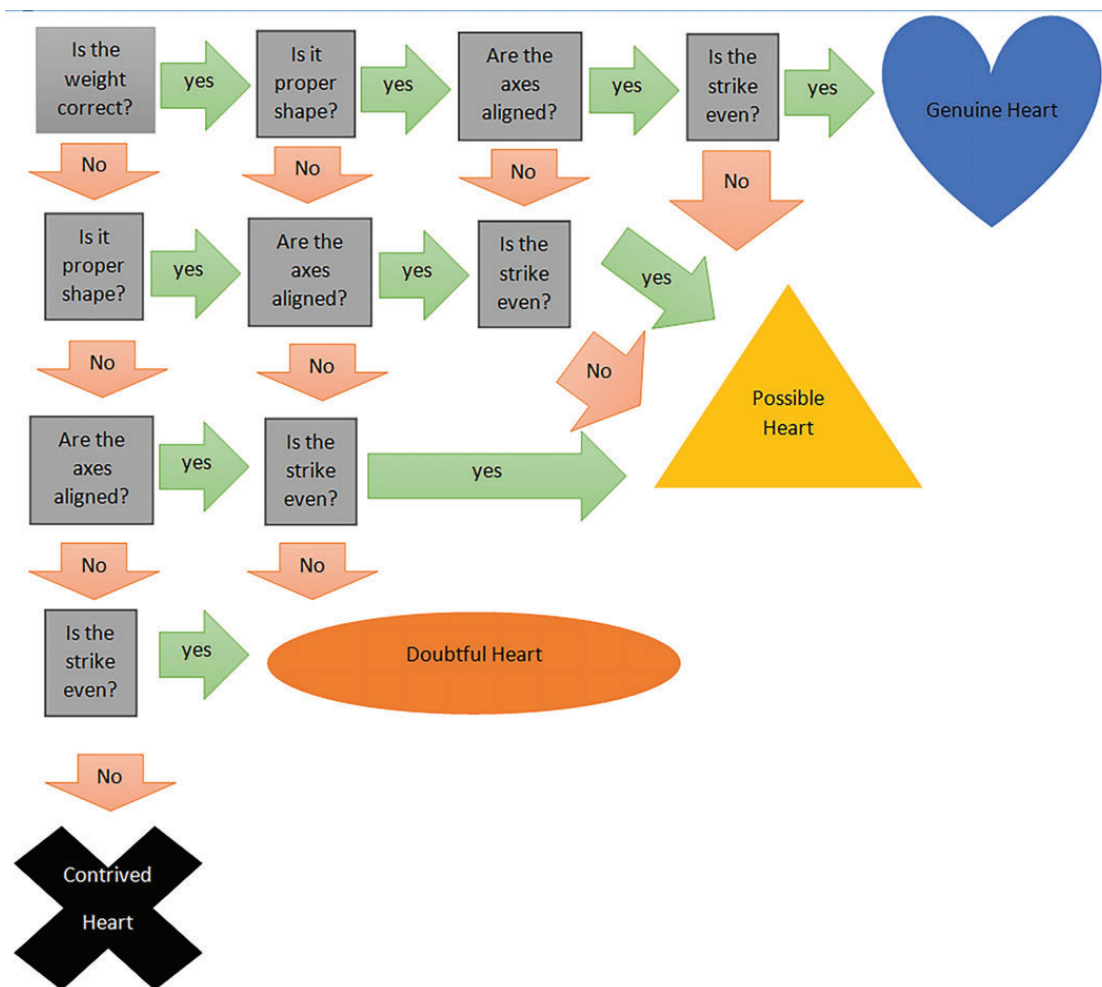 Is the
weight
correct?
yes
Is it
proper
shape?
yes
Are the
axes
aligned?
yes
Is the
strike
even?
yes
Genuine Heart
No
No
No
No
Is it
proper
shape?
yes
Are the
axes
aligned?
yes
Is the
strike
even?
yes
No
No
No
Possible
Heart
Are the
axes
aligned?
yes
Is the
strike
even?
yes
No
No
Is the
strike
even?
yes
Doubtful Heart
No
Contrived
Heart